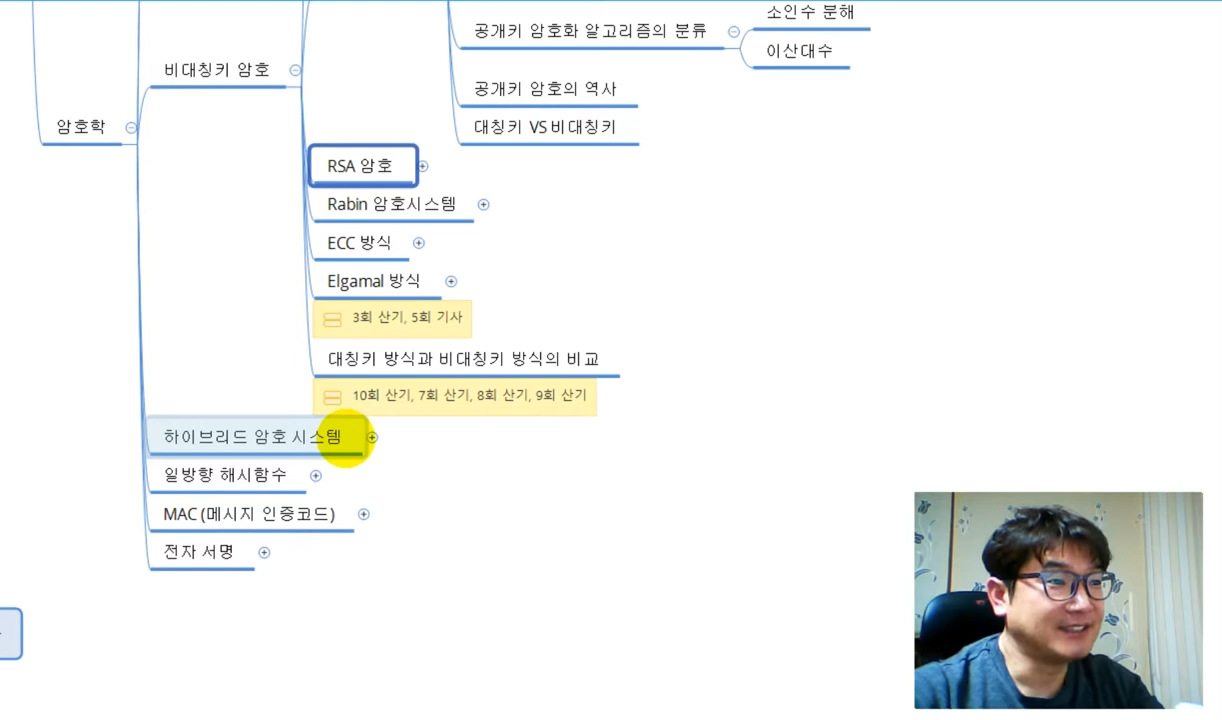 소인수 분해
공개키 암호화 알고리즘의 분류
이산대수
비대칭키 암호
공개키 암호의 역사
암호학
대칭키 VS 비대칭키
RSA 암호
Rabin 암호시스템
ECC 방식
Elgamal 방식
3회 산기, 5회 기사
대칭키 방식과 비대칭키 방식의 비교
10회 산기, 7회 산기, 8회 산기, 9회 산기
하이브리드 암호 시스템
일방향 해시함수
MAC (메시지 인증코드)
전자 서명